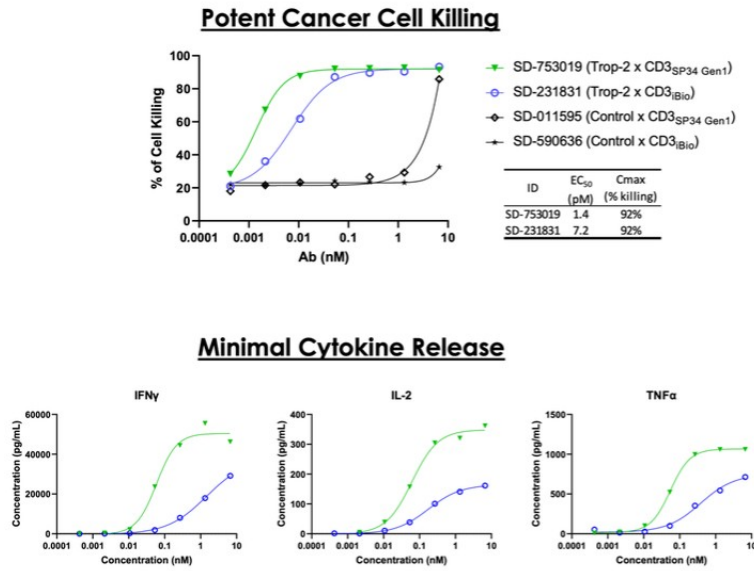 Potent Cancer Cell Killing
100
80
60
40
20
0
% of Cell Killing
0.0001 0.001 0.01 0.1 1 10
Ab (nM)
SD-753019 (Trop-2 x CD3SP34 Gen1)
SD-231831 (Trop-2 x CD3iBio)
SD-011595 (Control x CD3SP34 Gen1)
SD-590636 (Control x CD3iBio)
ID EC50 (pM) Cmax (% killing)
SD-753019 1.4 92%
SD-231831 7.2 92%
Minimal Cytokine Release
IFNγ
60000
40000
20000
0
Concentration (pg/mL)
0.0001 0.001 0.01 0.1 1 10
Concentration (nM)
IL-2
400
300
200
100
0
Concentration (pg/mL)
0.0001 0.001 0.01 0.1 1 10
Concentration (nM)
TNFα
1500
1000
500
0
Concentration (pg/mL)
0.0001 0.001 0.01 0.1 1 10
Concentration (nM)